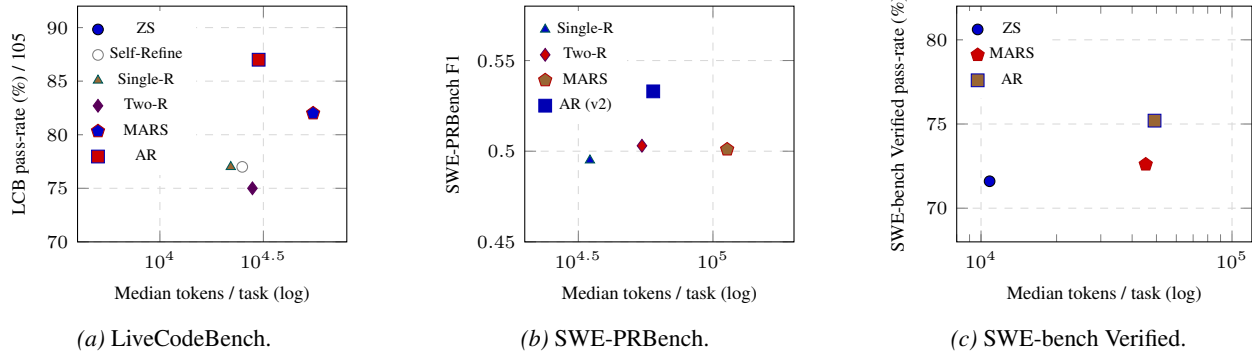 LCB pass-rate (%) / 105
90
85
80
75
70
ZS
Self-Refine
Single-R
Two-R
MARS
AR
10^4
10^4.5
Median tokens / task (log)
(a) LiveCodeBench.
SWE-PRBench F1
0.55
0.5
0.45
Single-R
Two-R
MARS
AR (v2)
10^4.5
10^5
Median tokens / task (log)
(b) SWE-PRBench.
SWE-bench Verified pass-rate (%)
80
75
70
ZS
MARS
AR
10^4
10^5
Median tokens / task (log)
(c) SWE-bench Verified.